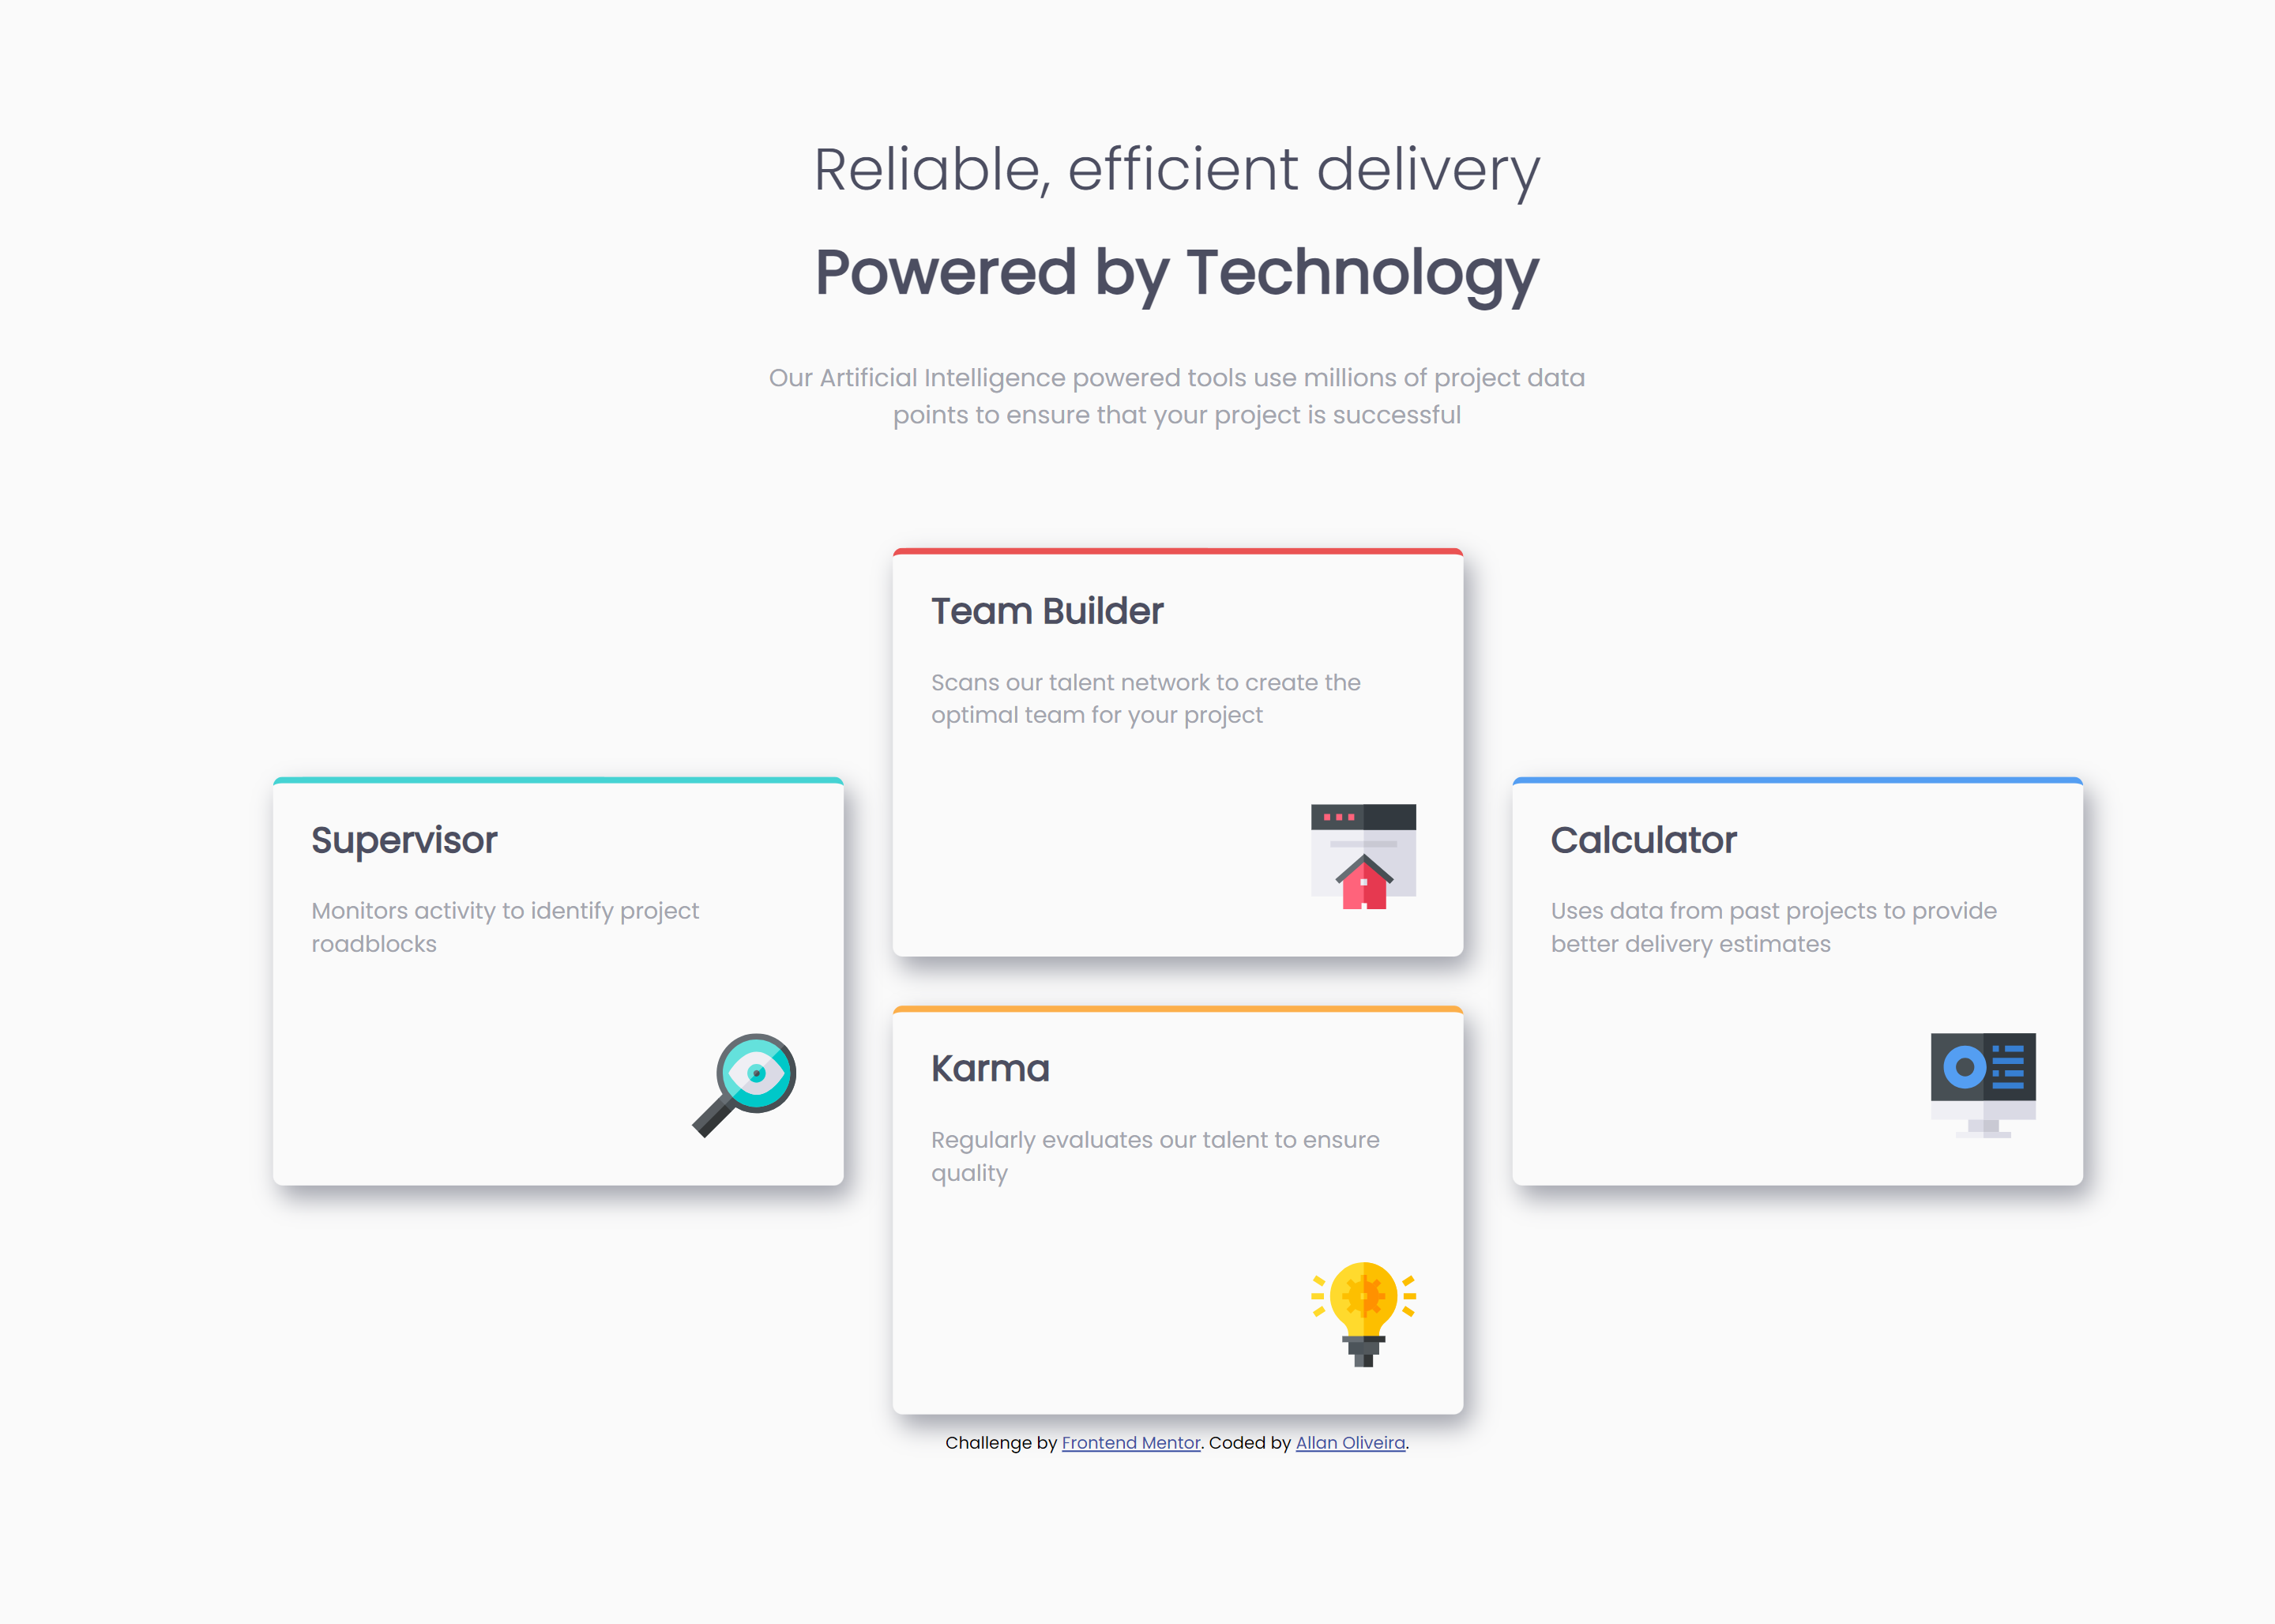 Reliable, efficient delivery
Powered by Technology
Our Artificial Intelligence powered tools use millions of project data
points to ensure that your project is successful
Team Builder
Scans our talent network to create the
optimal team for your project
Supervisor
Monitors activity to identify project
roadblocks
Calculator
Uses data from past projects to provide
better delivery estimates
Karma
Regularly evaluates our talent to ensure
quality
Challenge by Frontend Mentor. Coded by Allan Oliveira.